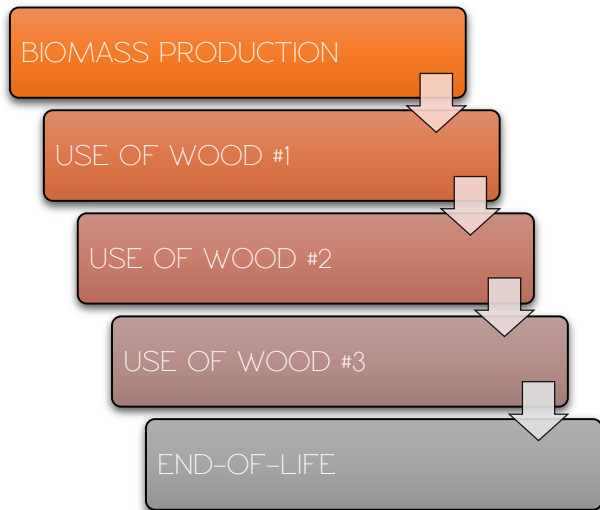 BIOMASS PRODUCTION
USE OF WOOD #1
USE OF WOOD #2
USE OF WOOD #3
END-OF-LIFE